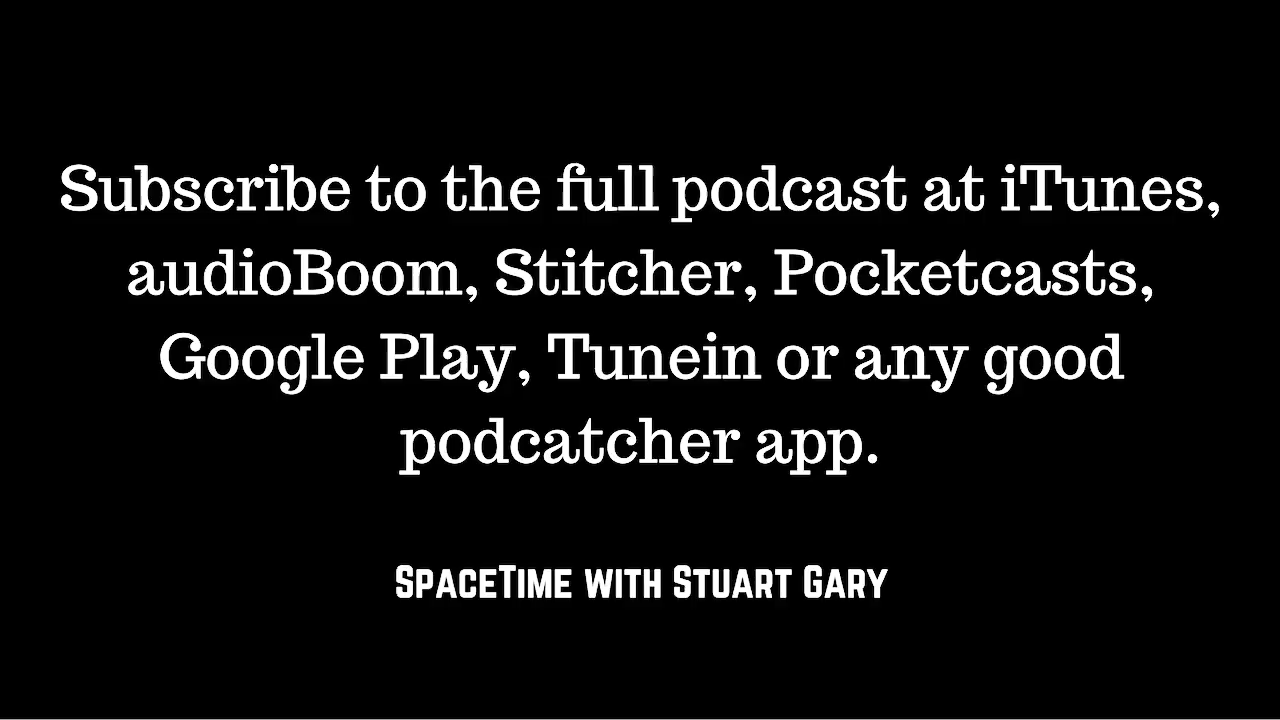 Subscribe to the full podcast at iTunes,
audioBoom, Stitcher, Pocketcasts,
Google Play, Tunein or any good
podcatcher app.
SpaceTime with Stuart Gary